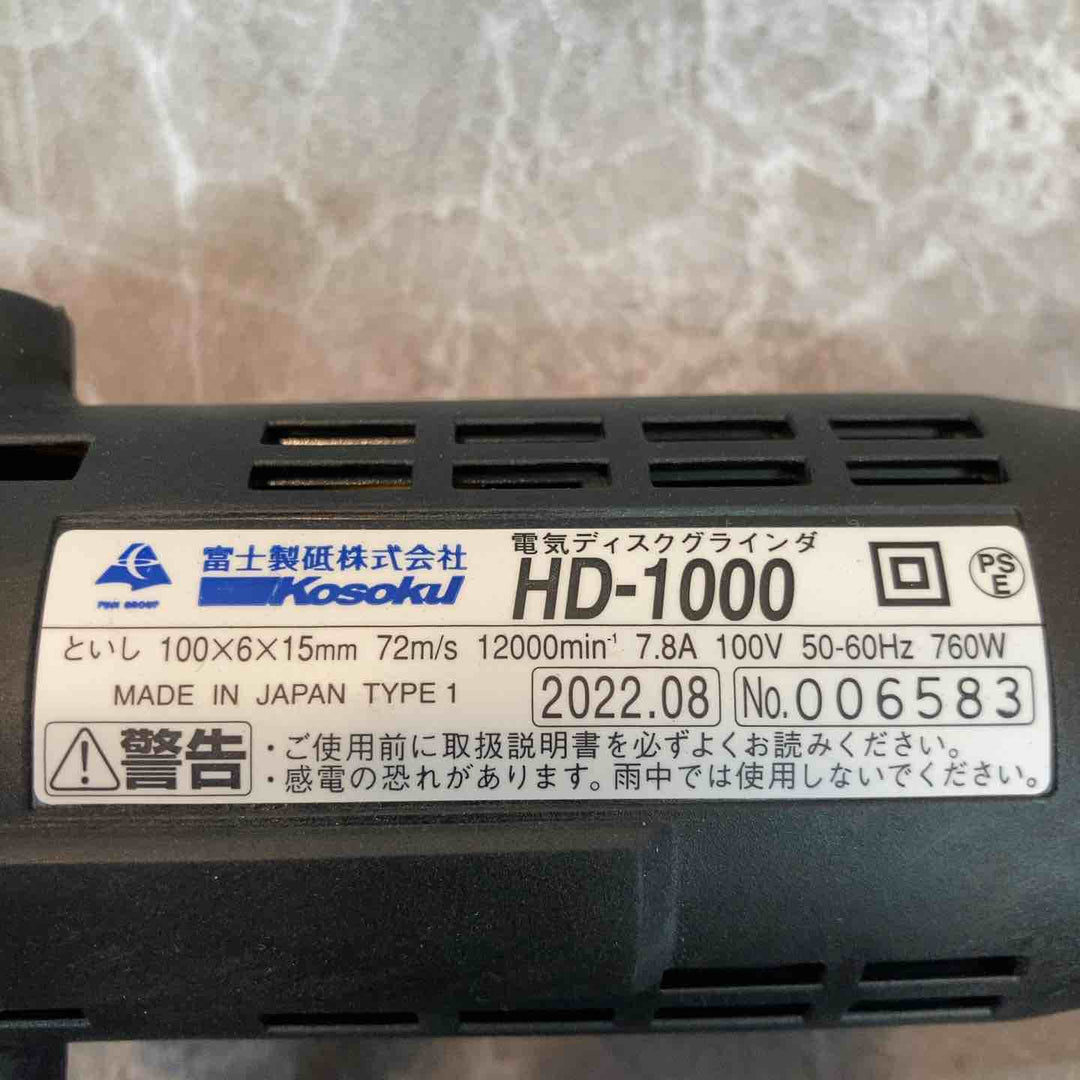 富士製砥株式会社
Kosoku
FUJI GROUP
電気ディスクグラインダ
HD-1000
PS
E
といし 100×6×15mm 72m/s 12000min⁻¹ 7.8A 100V 50-60Hz 760W
MADE IN JAPAN TYPE 1 2022.08 No.006583
警告
・ご使用前に取扱説明書を必ずよくお読みください。
・感電の恐れがあります。雨中では使用しないでください。